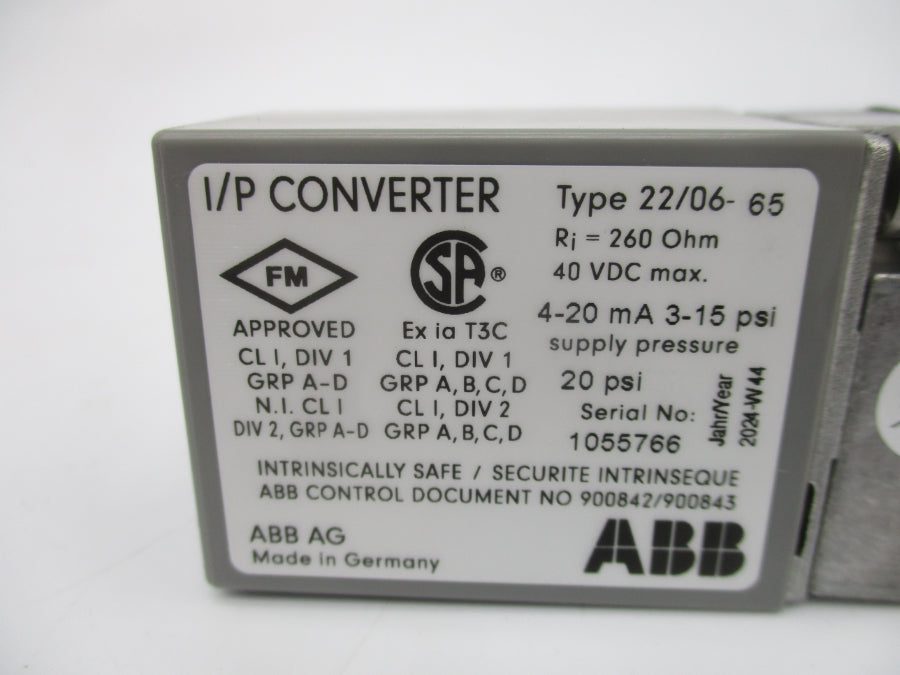 I/P CONVERTER
Type 22/06- 65
Ri = 260 Ohm
40 VDC max.
4-20 mA 3-15 psi
supply pressure
20 psi
Serial No:
1055766
Jahr/Year
2024-W44
FM
APPROVED
CL I, DIV 1
GRP A-D
N.I. CL I
DIV 2, GRP A-D
SA ®
Ex ia T3C
CL I, DIV 1
GRP A, B, C, D
CL I, DIV 2
GRP A, B, C, D
INTRINSICALLY SAFE / SECURITE INTRINSEQUE
ABB CONTROL DOCUMENT NO 900842/900843
ABB AG
Made in Germany
ABB